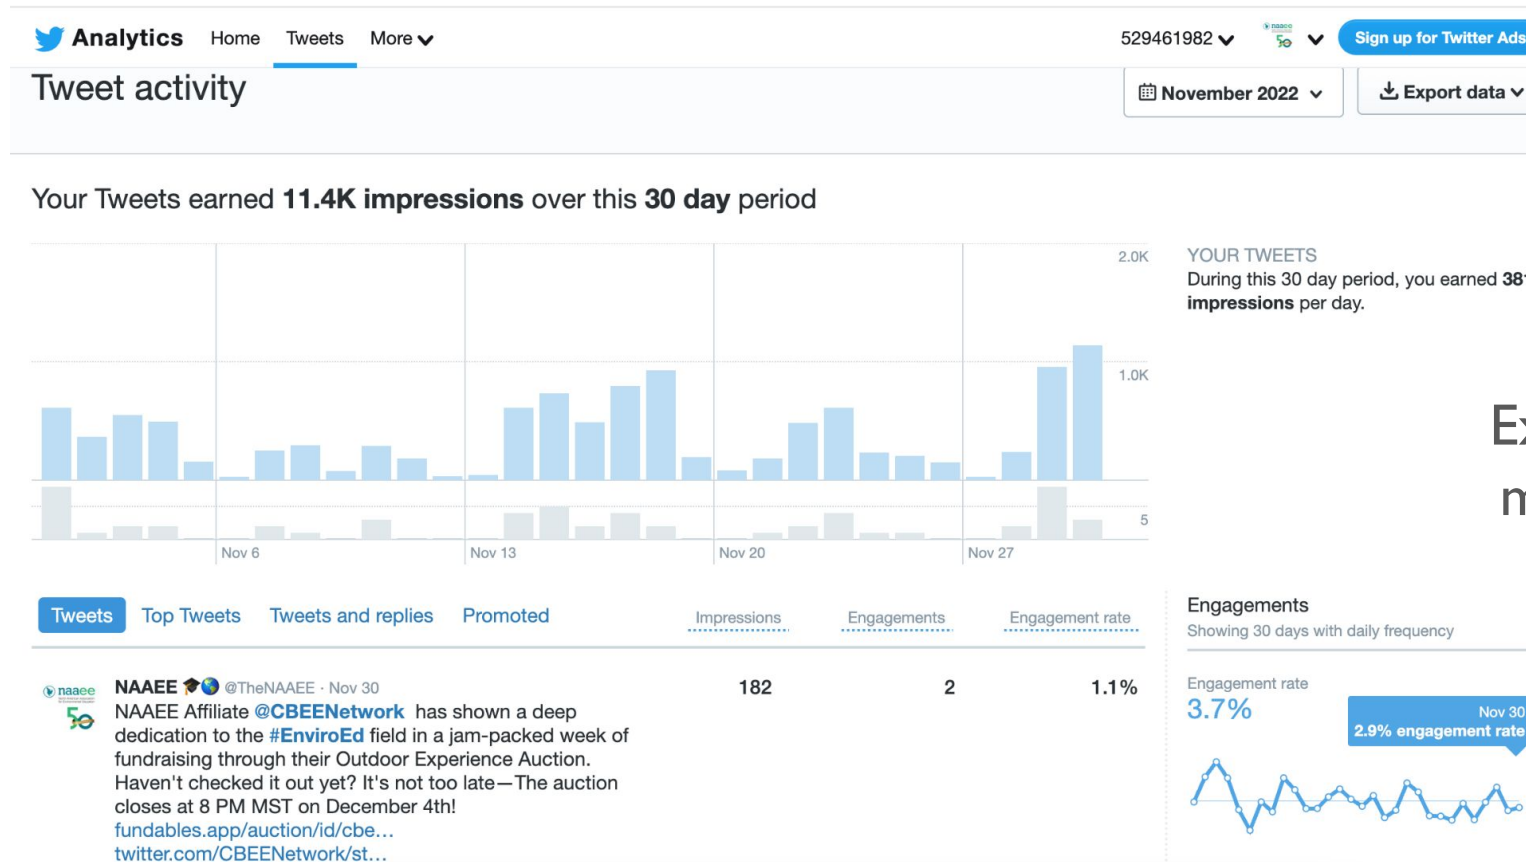 Analytics Home Tweets More
529461982
naaee
50
Sign up for Twitter Ads
Tweet activity
November 2022
Export data
Your Tweets earned 11.4K impressions over this 30 day period
2.0K
1.0K
5
Nov 6
Nov 13
Nov 20
Nov 27
YOUR TWEETS
During this 30 day period, you earned 381
impressions per day.
Tweets Top Tweets Tweets and replies Promoted
Impressions Engagements Engagement rate
naaee
50
NAAEE @TheNAAEE · Nov 30
182 2 1.1%
NAAEE Affiliate @CBEENetwork has shown a deep
dedication to the #EnviroEd field in a jam-packed week of
fundraising through their Outdoor Experience Auction.
Haven't checked it out yet? It's not too late—The auction
closes at 8 PM MST on December 4th!
fundables.app/auction/id/cbe…
twitter.com/CBEENetwork/st…
Engagements
Showing 30 days with daily frequency
Engagement rate
3.7%
Nov 30
2.9% engagement rate